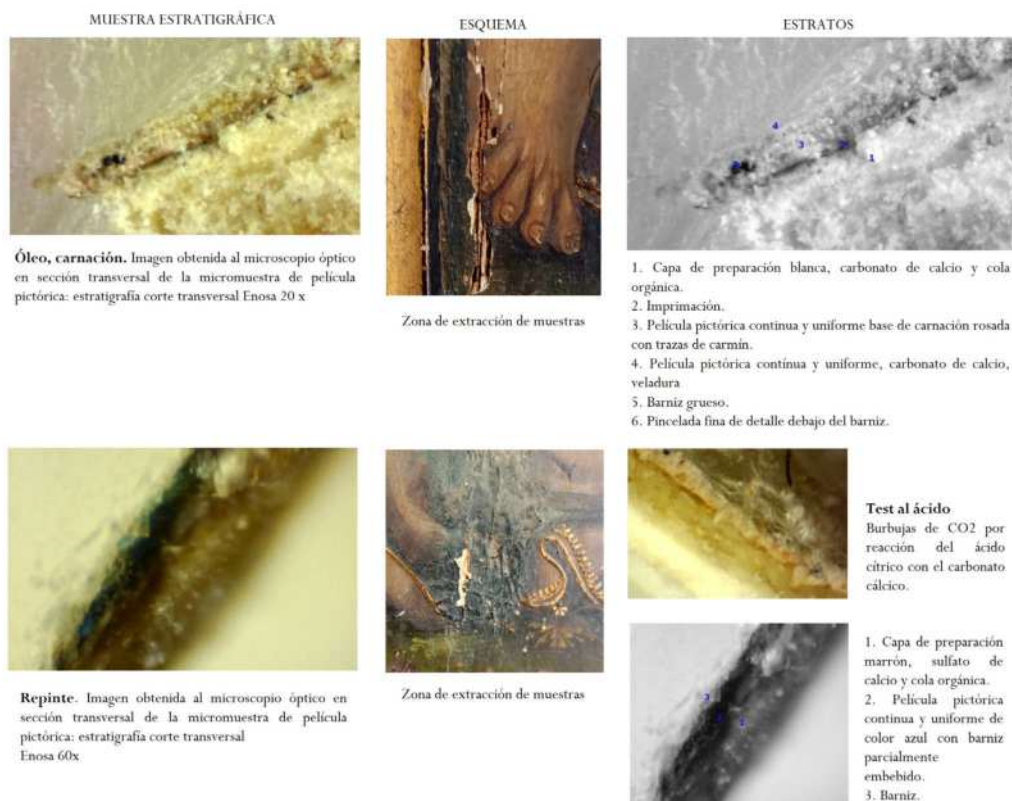 MUESTRA ESTRATIGRÁFICA
ESQUEMA
ESTRATOS
4
3
2
1
Óleo, carnación. Imagen obtenida al microscopio óptico
en sección transversal de la micromuestra de película
pictórica: estratigrafía corte transversal Enosa 20 x
Zona de extracción de muestras
1. Capa de preparación blanca, carbonato de calcio y cola
orgánica.
2. Imprimación.
3. Película pictórica continua y uniforme base de carnación rosada
con trazas de carmín.
4. Película pictórica contínua y uniforme, carbonato de calcio,
veladura
5. Barniz grueso.
6. Pincelada fina de detalle debajo del barniz.
Test al ácido
Burbujas de CO2 por
reacción del ácido
cítrico con el carbonato
cálcico.
Repinte. Imagen obtenida al microscopio óptico en
sección transversal de la micromuestra de película
pictórica: estratigrafía corte transversal
Enosa 60x
Zona de extracción de muestras
3
1. Capa de preparación
marrón, sulfato de
calcio y cola orgánica.
2. Película pictórica
continua y uniforme de
color azul con barniz
parcialmente
embebido.
3. Barniz.